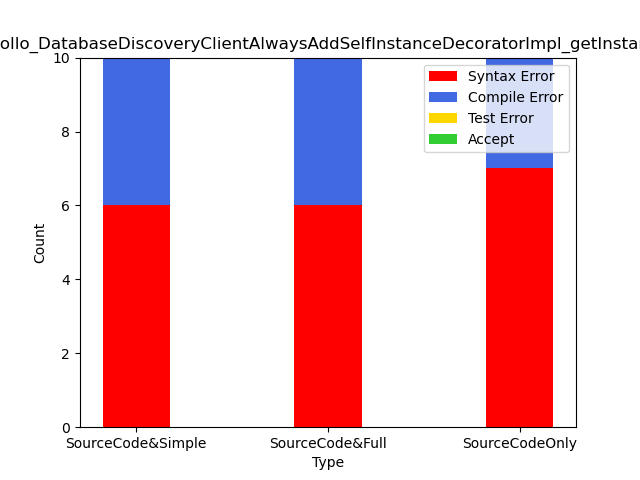 ollo_DatabaseDiscoveryClientAlwaysAddSelfInstanceDecoratorImpl_getInsta
10
8
6
4
2
0
Count
Syntax Error
Compile Error
Test Error
Accept
SourceCode&Simple
SourceCode&Full
SourceCodeOnly
Type